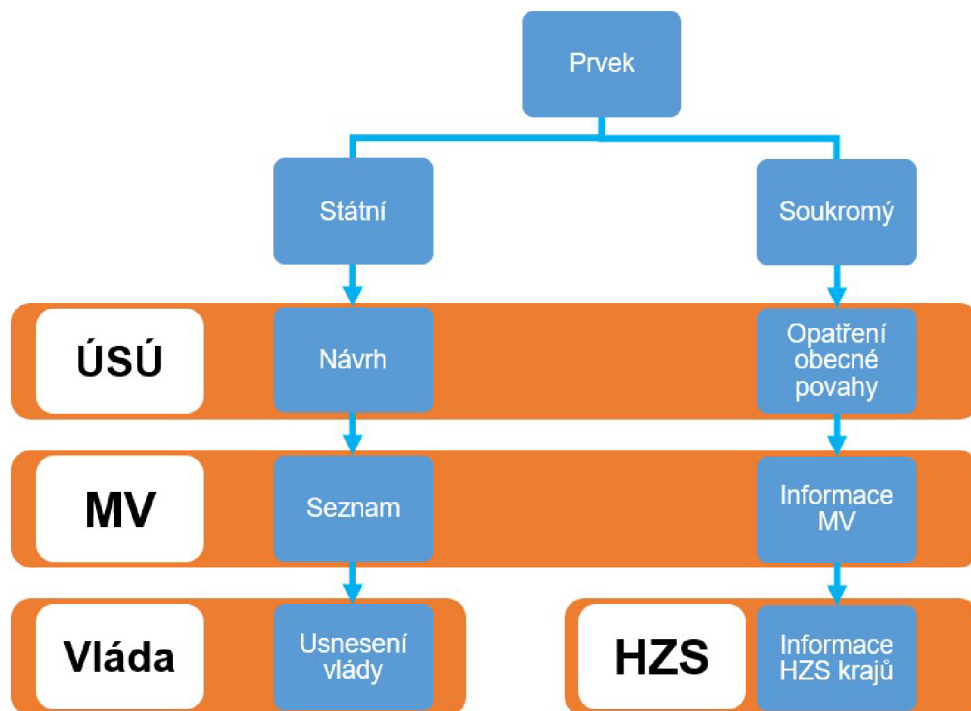 Prvek
Státní
Soukromý
ÚSÚ
Návrh
Opatření
obecné
povahy
MV
Seznam
Informace
MV
Vláda
Usnesení
vlády
HZS
Informace
HZS krajů